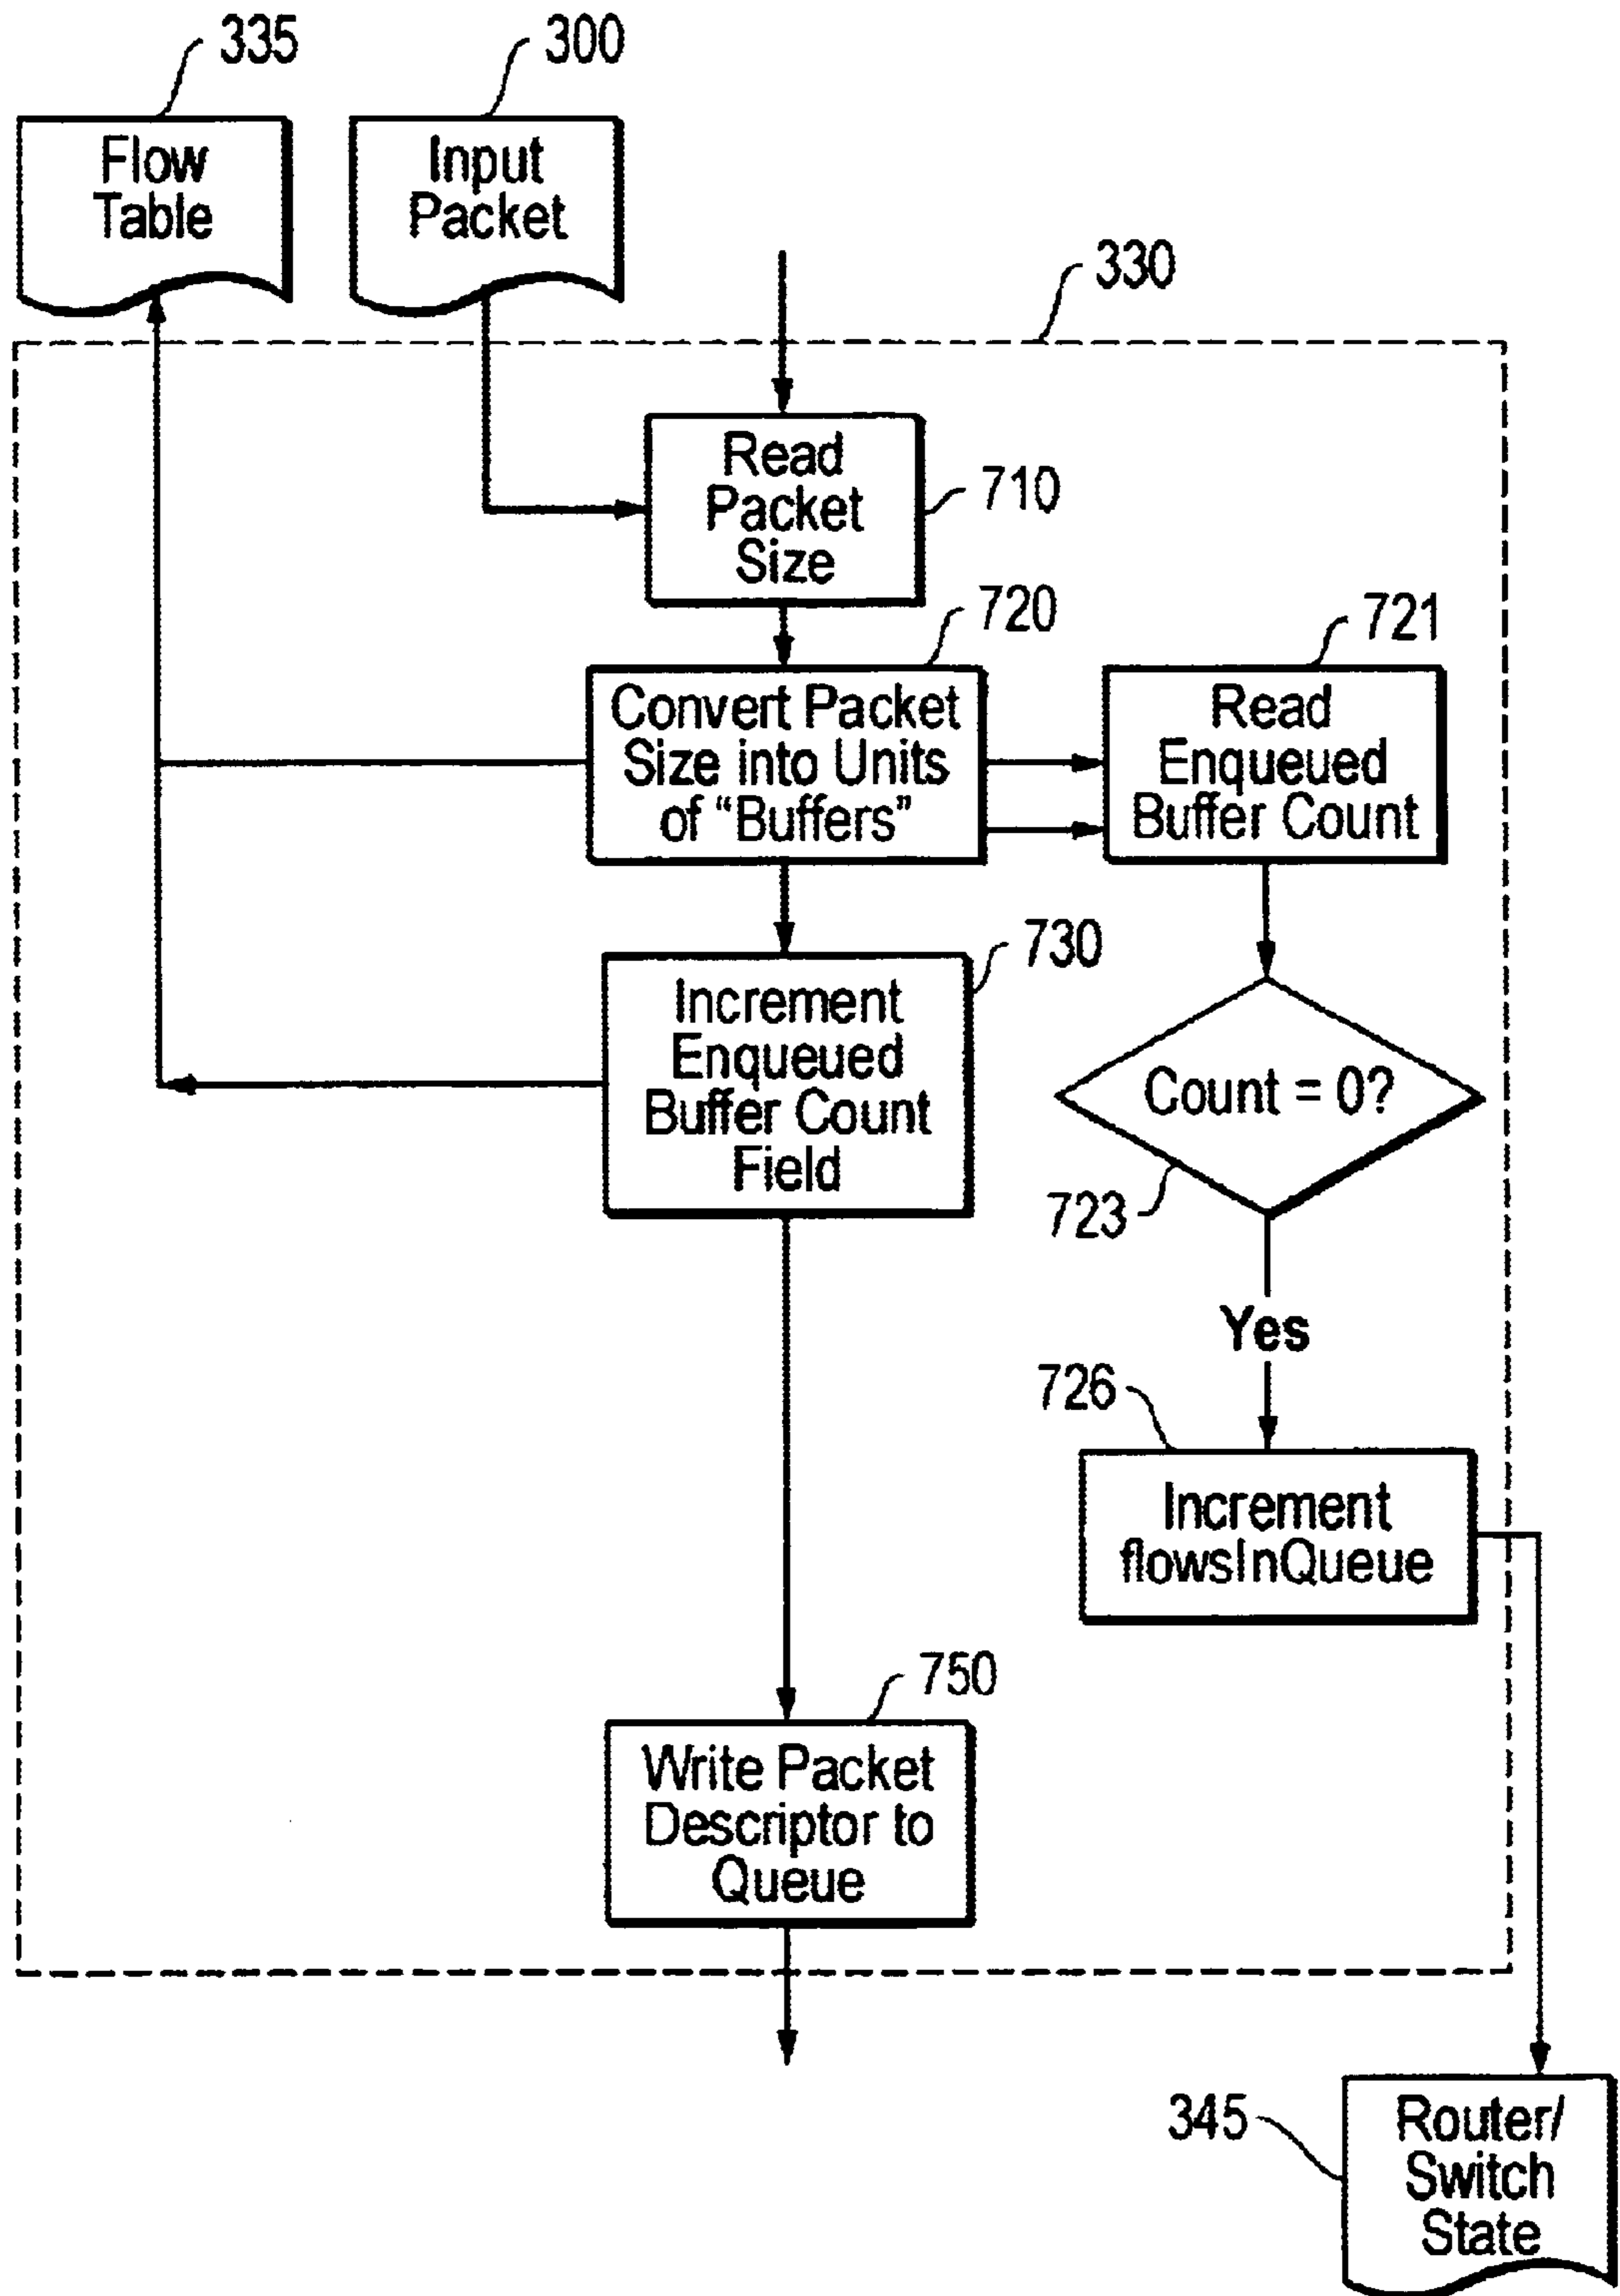 335
300
Flow
Table
Input
Packet
330
Read
Packet
Size
710
720
721
Convert Packet
Size into Units
of “Buffers”
Read
Enqueued
Buffer Count
730
Increment
Enqueued
Buffer Count
Field
Count = 0?
723
Yes
726
Increment
flowsInQueue
750
Write Packet
Descriptor to
Queue
345
Router/
Switch
State